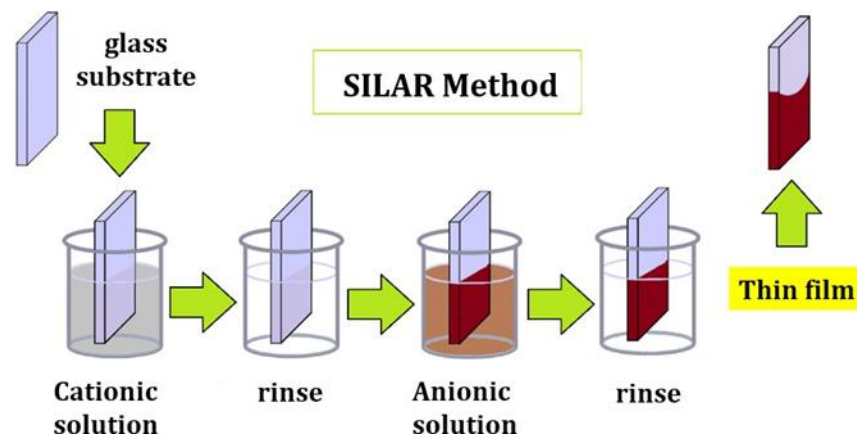 glass
substrate
SILAR Method
Thin film
Cationic
solution
rinse
Anionic
solution
rinse